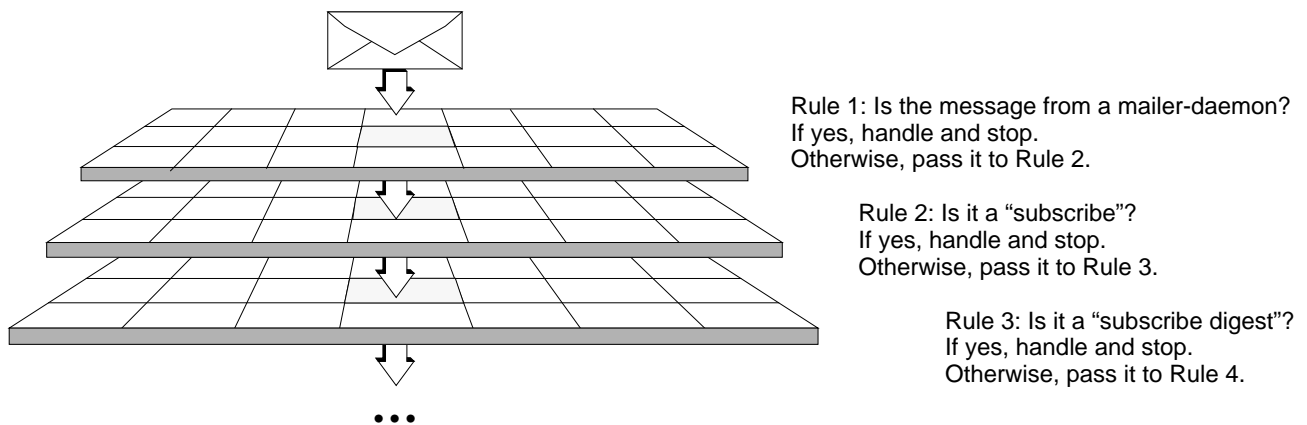 Rule 1: Is the message from a mailer-daemon?
If yes, handle and stop.
Otherwise, pass it to Rule 2.
Rule 2: Is it a “subscribe”?
If yes, handle and stop.
Otherwise, pass it to Rule 3.
Rule 3: Is it a “subscribe digest”?
If yes, handle and stop.
Otherwise, pass it to Rule 4.